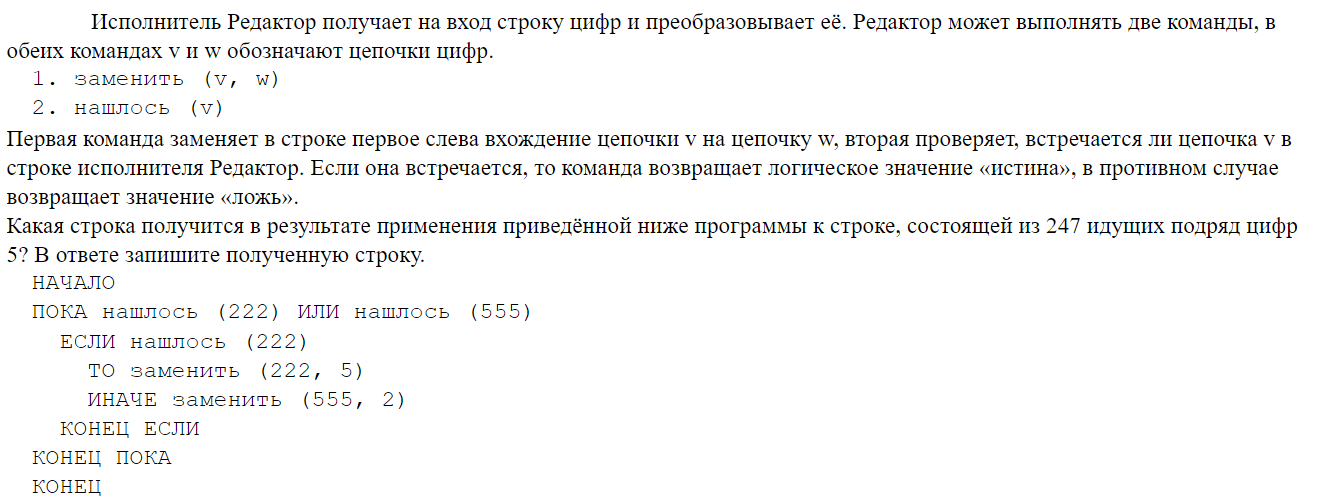 Исполнитель Редактор получает на вход строку цифр и преобразовывает её. Редактор может выполнять две команды, в
обеих командах v и w обозначают цепочки цифр.
1. заменить (v, w)
2. нашлось (v)
Первая команда заменяет в строке первое слева вхождение цепочки v на цепочку w, вторая проверяет, встречается ли цепочка v в
строке исполнителя Редактор. Если она встречается, то команда возвращает логическое значение «истина», в противном случае
возвращает значение «ложь».
Какая строка получится в результате применения приведённой ниже программы к строке, состоящей из 247 идущих подряд цифр
5? В ответе запишите полученную строку.
НАЧАЛО
ПОКА нашлось (222) ИЛИ нашлось (555)
ЕСЛИ нашлось (222)
ТО заменить (222, 5)
ИНАЧЕ заменить (555, 2)
КОНЕЦ ЕСЛИ
КОНЕЦ ПОКА
КОНЕЦ